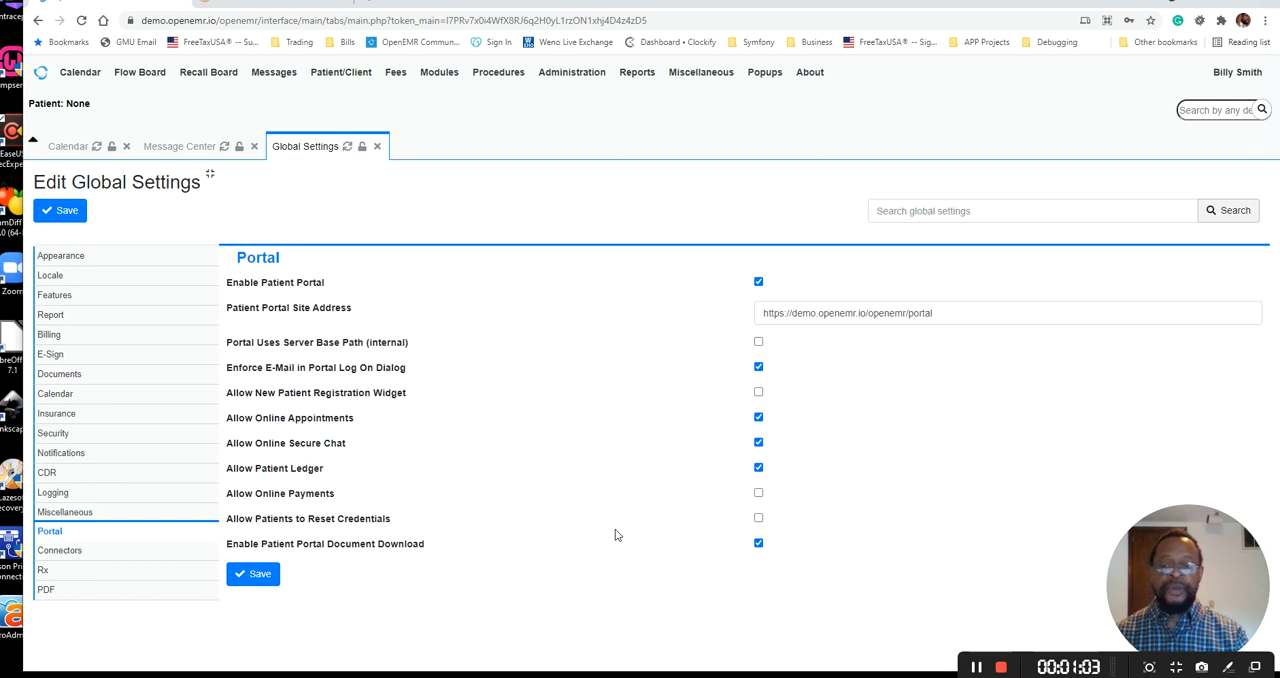 demo.openemr.io/openemr/interface/main/tabs/main.php?token_main=I7PRv7x0i4WfX8RJ6q2H0yL1rzON1xhj4D4z4zD5
Bookmarks GMU Email FreeTaxUSA® -- Su... Trading Bills OpenEMR Commun... Sign In Weno Live Exchange Dashboard • Clockify FreeTaxUSA® -- Sig... Symfony Business APP Projects Debugging Other bookmarks Reading list
Calendar Flow Board Recall Board Messages Patient/Client Fees Modules Procedures Administration Reports Miscellaneous Popups About Billy Smith
Patient: None
Search by any de
Calendar Message Center Global Settings
Edit Global Settings
Save
Search global settings Search
Appearance
Locale
Features
Report
Billing
E-Sign
Documents
Calendar
Insurance
Security
Notifications
CDR
Logging
Miscellaneous
Portal
Connectors
Rx
PDF
Portal
Enable Patient Portal
Patient Portal Site Address https://demo.openemr.io/openemr/portal
Portal Uses Server Base Path (internal)
Enforce E-Mail in Portal Log On Dialog
Allow New Patient Registration Widget
Allow Online Appointments
Allow Online Secure Chat
Allow Patient Ledger
Allow Online Payments
Allow Patients to Reset Credentials
Enable Patient Portal Document Download
Save
Zoom
7.1
00:01:03